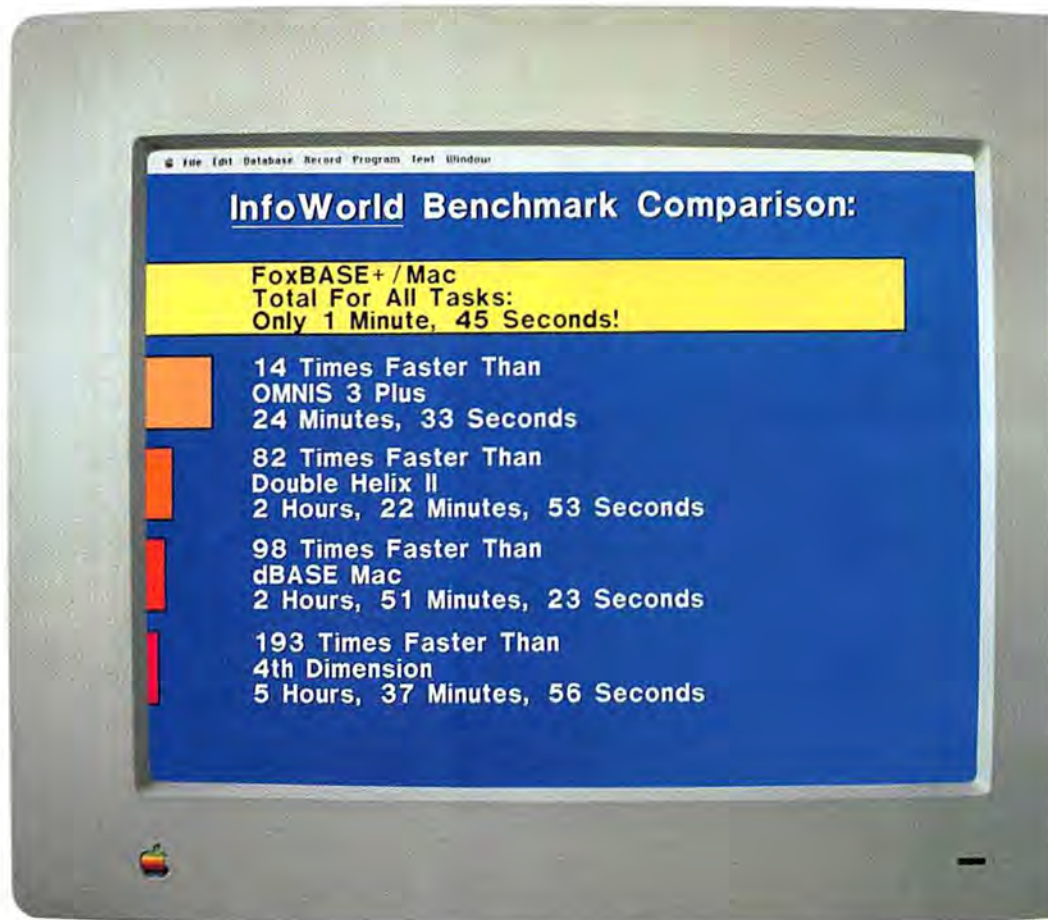 File Edit Database Record Program Text Window
InfoWorld Benchmark Comparison:
FoxBASE+/Mac
Total For All Tasks:
Only 1 Minute, 45 Seconds!
14 Times Faster Than
OMNIS 3 Plus
24 Minutes, 33 Seconds
82 Times Faster Than
Double Helix II
2 Hours, 22 Minutes, 53 Seconds
98 Times Faster Than
dBASE Mac
2 Hours, 51 Minutes, 23 Seconds
193 Times Faster Than
4th Dimension
5 Hours, 37 Minutes, 56 Seconds